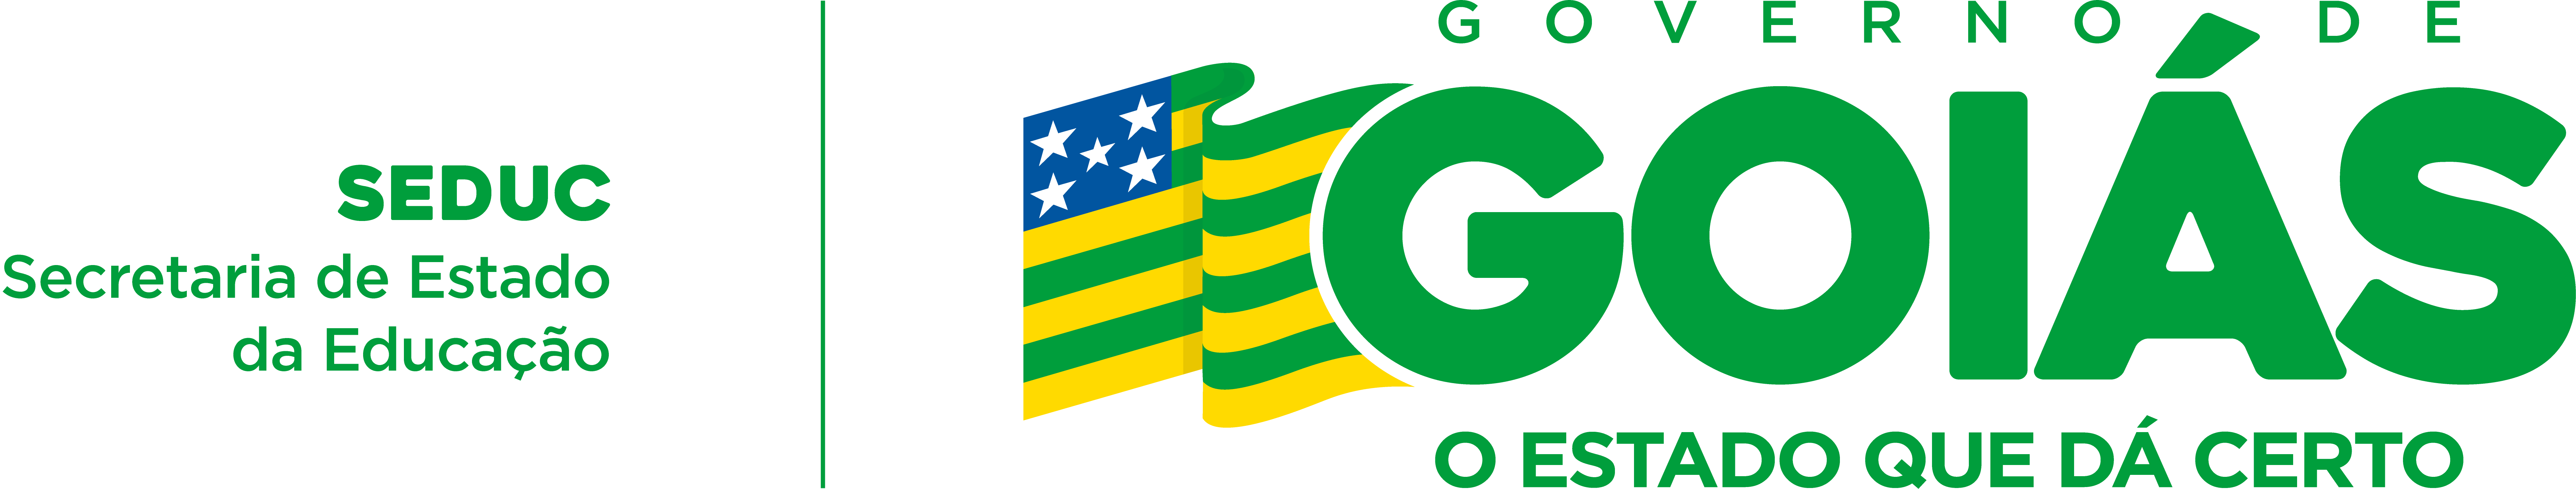 SEDUC
Secretaria de Estado
da Educação
GOVERNO DE
GOIÁS
O ESTADO QUE DÁ CERTO